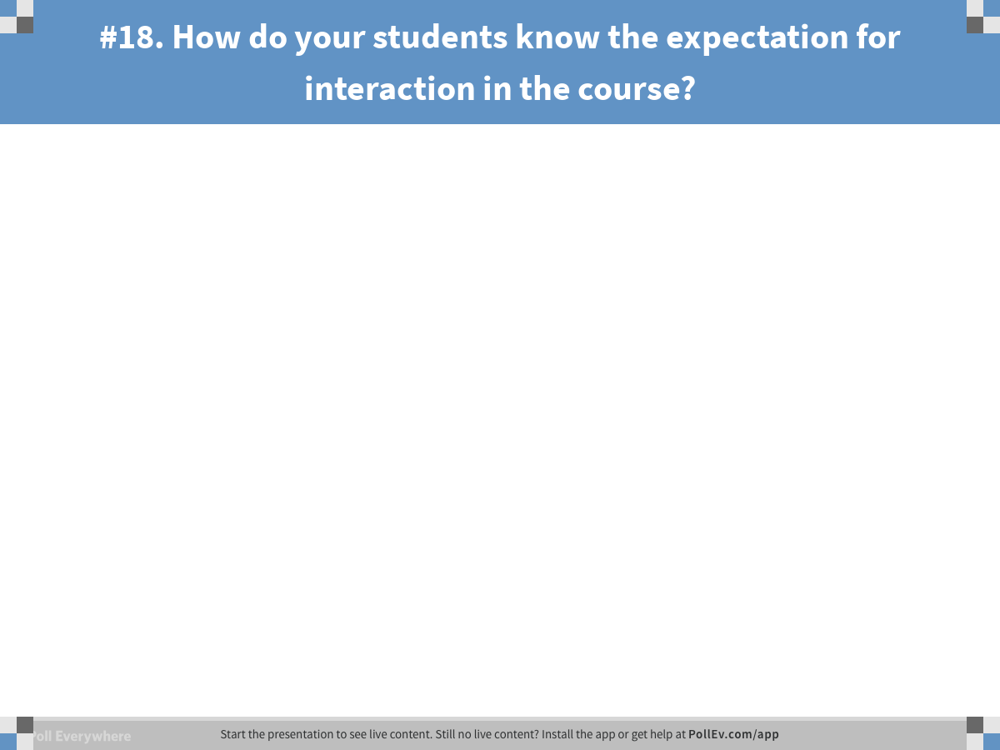 #18. How do your students know the expectation for
interaction in the course?
Poll Everywhere
Start the presentation to see live content. Still no live content? Install the app or get help at PollEv.com/app